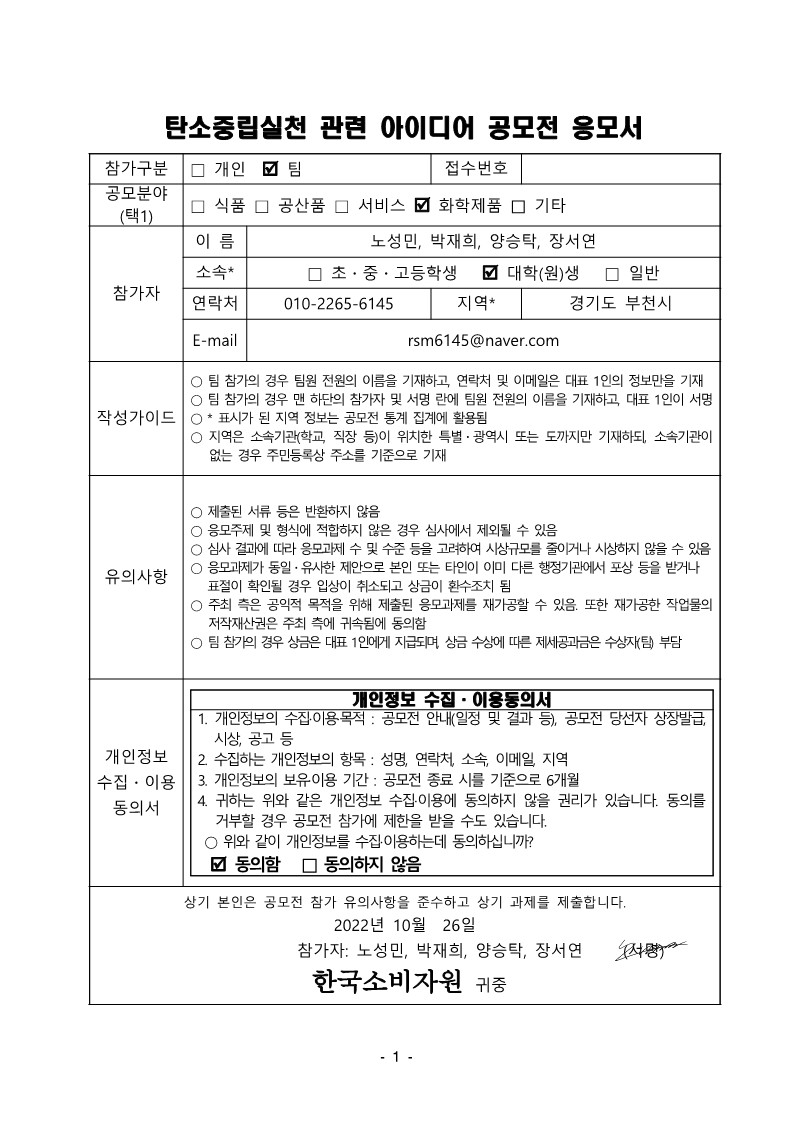 탄소중립실천 관련 아이디어 공모전 응모서
참가구분 □ 개인 ☑ 팀 접수번호
공모분야
(택1)
□ 식품 □ 공산품 □ 서비스 ☑ 화학제품 □ 기타
참가자
이 름 노성민, 박재희, 양승탁, 장서연
소속* □ 초・중・고등학생 ☑ 대학(원)생 □ 일반
연락처 010-2265-6145 지역* 경기도 부천시
E-mail rsm6145@naver.com
작성가이드
○ 팀 참가의 경우 팀원 전원의 이름을 기재하고, 연락처 및 이메일은 대표 1인의 정보만을 기재
○ 팀 참가의 경우 맨 하단의 참가자 및 서명 란에 팀원 전원의 이름을 기재하고, 대표 1인이 서명
○ * 표시가 된 지역 정보는 공모전 통계 집계에 활용됨
○ 지역은 소속기관(학교, 직장 등)이 위치한 특별・광역시 또는 도까지만 기재하되, 소속기관이
없는 경우 주민등록상 주소를 기준으로 기재
유의사항
○ 제출된 서류 등은 반환하지 않음
○ 응모주제 및 형식에 적합하지 않은 경우 심사에서 제외될 수 있음
○ 심사 결과에 따라 응모과제 수 및 수준 등을 고려하여 시상규모를 줄이거나 시상하지 않을 수 있음
○ 응모과제가 동일・유사한 제안으로 본인 또는 타인이 이미 다른 행정기관에서 포상 등을 받거나
표절이 확인될 경우 입상이 취소되고 상금이 환수조치 됨
○ 주최 측은 공익적 목적을 위해 제출된 응모과제를 재가공할 수 있음. 또한 재가공한 작업물의
저작재산권은 주최 측에 귀속됨에 동의함
○ 팀 참가의 경우 상금은 대표 1인에게 지급되며, 상금 수상에 따른 제세공과금은 수상자(팀) 부담
개인정보
수집・이용
동의서
개인정보 수집・이용동의서
1. 개인정보의 수집·이용·목적 : 공모전 안내(일정 및 결과 등), 공모전 당선자 상장발급,
시상, 공고 등
2. 수집하는 개인정보의 항목 : 성명, 연락처, 소속, 이메일, 지역
3. 개인정보의 보유·이용 기간 : 공모전 종료 시를 기준으로 6개월
4. 귀하는 위와 같은 개인정보 수집·이용에 동의하지 않을 권리가 있습니다. 동의를
거부할 경우 공모전 참가에 제한을 받을 수도 있습니다.
○ 위와 같이 개인정보를 수집·이용하는데 동의하십니까?
☑ 동의함 □ 동의하지 않음
상기 본인은 공모전 참가 유의사항을 준수하고 상기 과제를 제출합니다.
2022년 10월 26일
참가자: 노성민, 박재희, 양승탁, 장서연 (서명)
한국소비자원 귀중
- 1 -